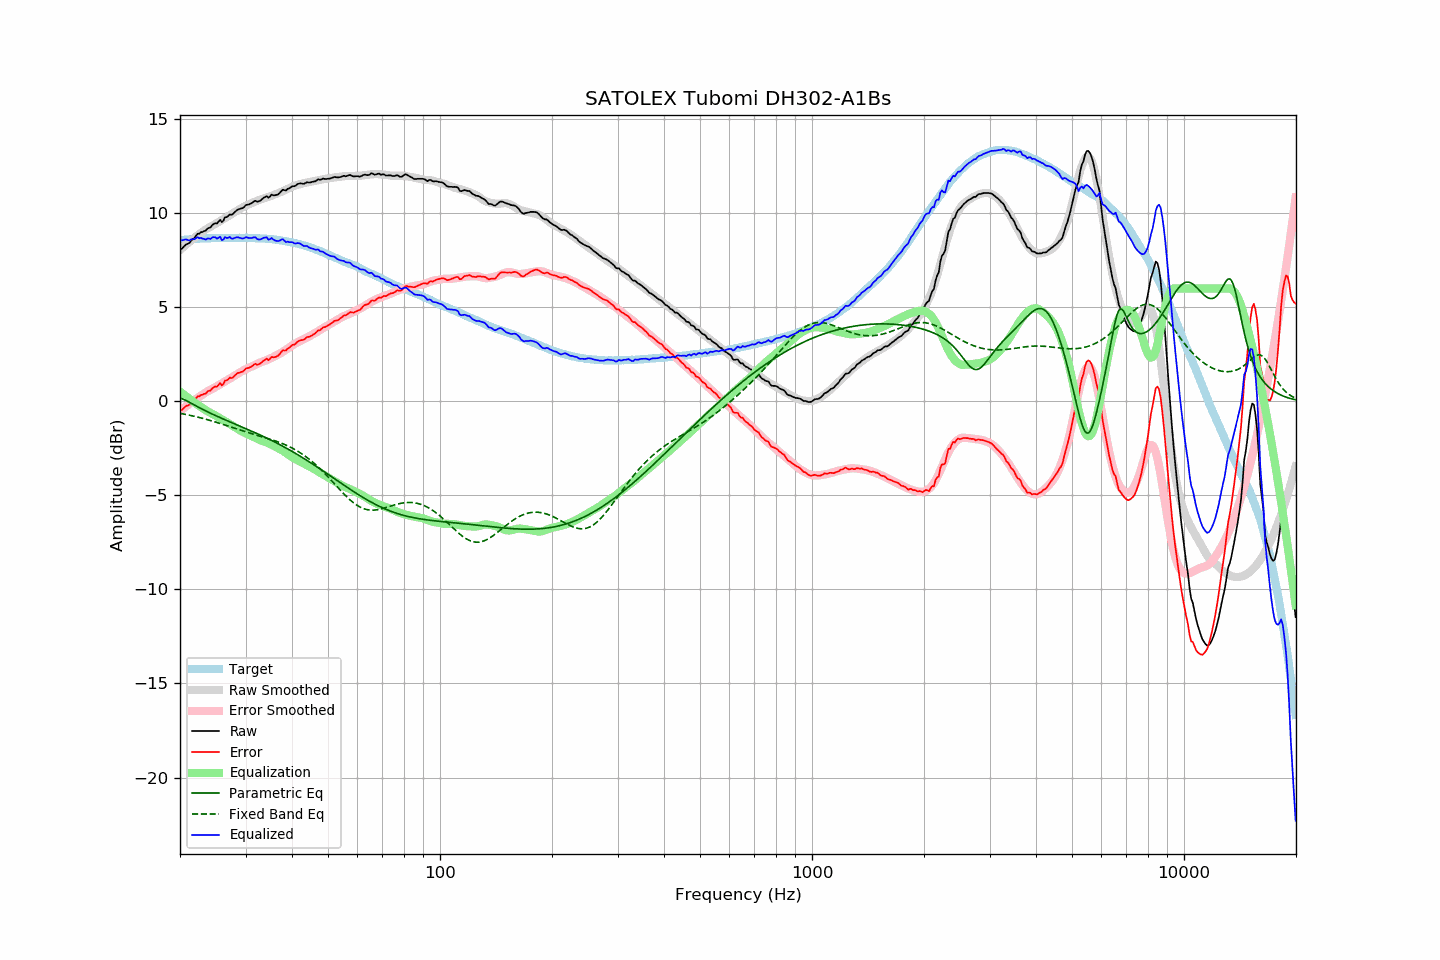 SATOLEX Tubomi DH302-A1Bs
15
10
5
0
−5
−10
−15
−20
Amplitude (dBr)
Target
Raw Smoothed
Error Smoothed
Raw
Error
Equalization
Parametric Eq
Fixed Band Eq
Equalized
100
1000
10000
Frequency (Hz)